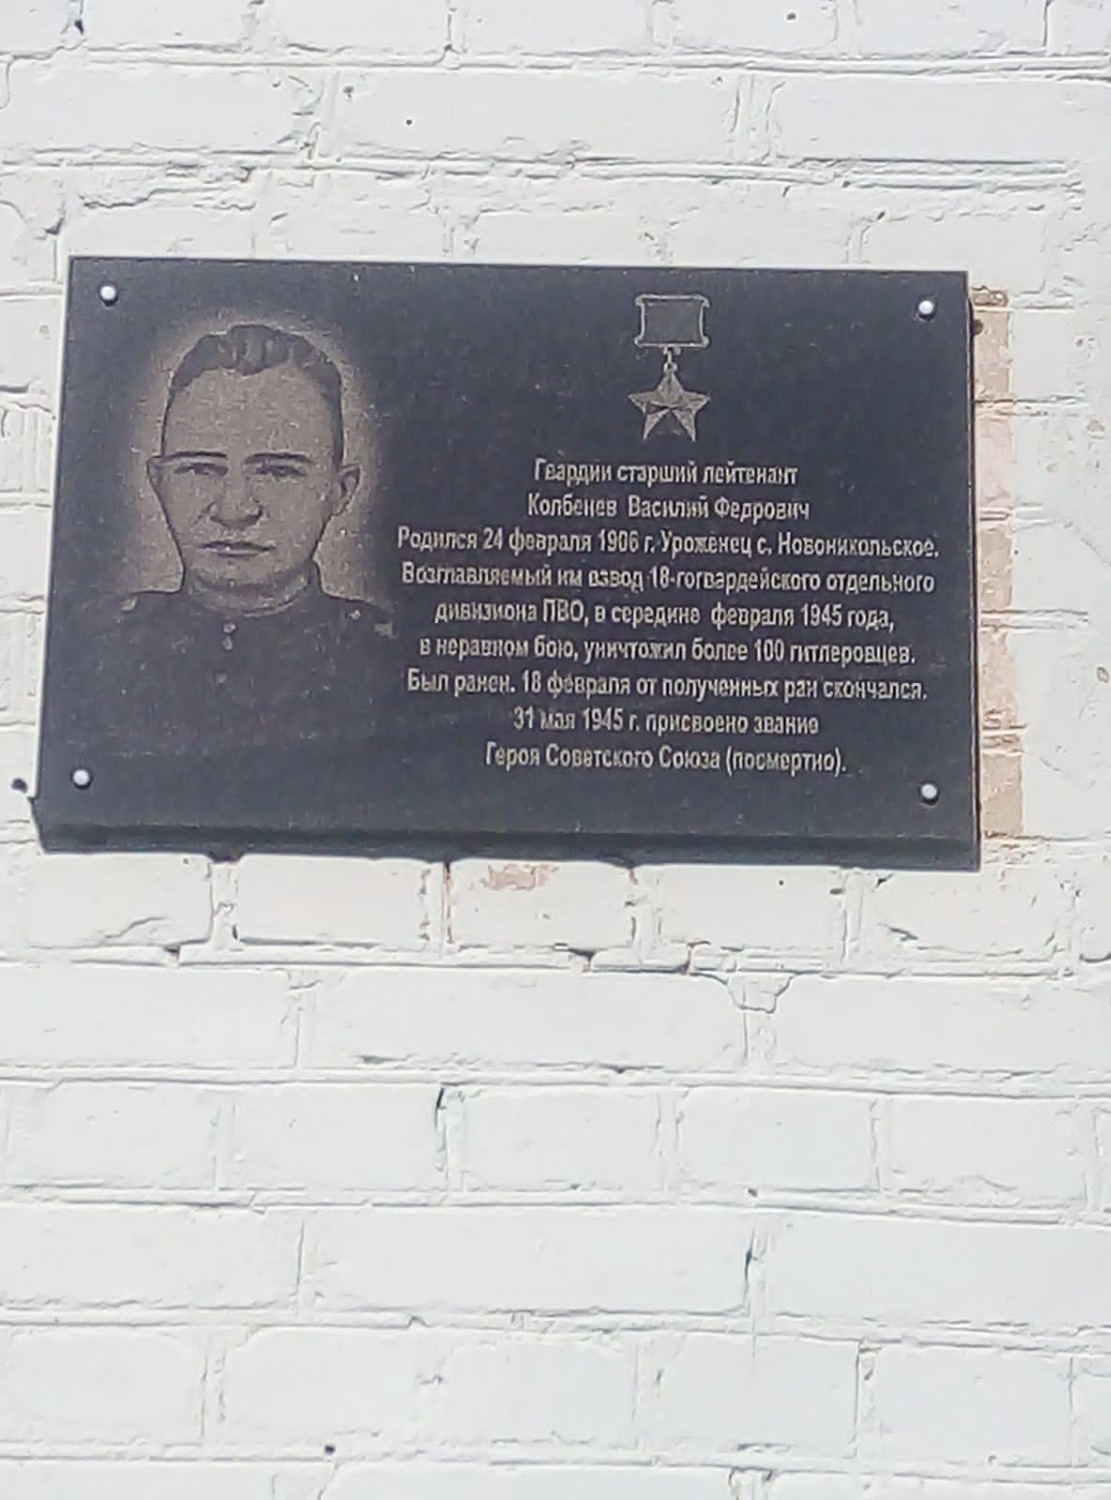 Гвардии старший лейтенант
Колбенев Василий Федрович
Родился 24 февраля 1906 г. Уроженец с. Новоникольское.
Возглавляемый им взвод 18-гогвардейского отдельного
дивизиона ПВО, в середине февраля 1945 года,
в неравном бою, уничтожил более 100 гитлеровцев.
Был ранен. 18 февраля от полученных ран скончался.
31 мая 1945 г. присвоено звание
Героя Советского Союза (посмертно).